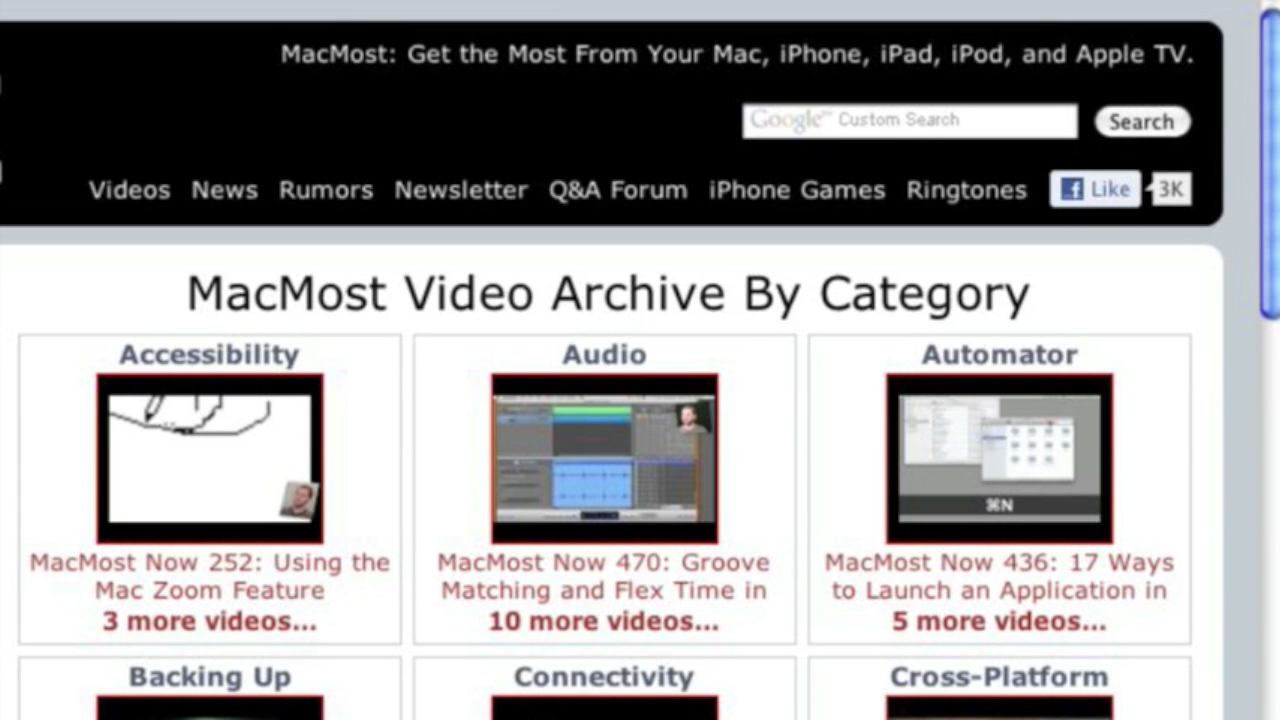 MacMost: Get the Most From Your Mac, iPhone, iPad, iPod, and Apple TV.
Google™ Custom Search
Search
Videos News Rumors Newsletter Q&A Forum iPhone Games Ringtones Like 3K
MacMost Video Archive By Category
Accessibility
MacMost Now 252: Using the
Mac Zoom Feature
3 more videos...
Audio
MacMost Now 470: Groove
Matching and Flex Time in
10 more videos...
Automator
⌘N
MacMost Now 436: 17 Ways
to Launch an Application in
5 more videos...
Backing Up
Connectivity
Cross-Platform